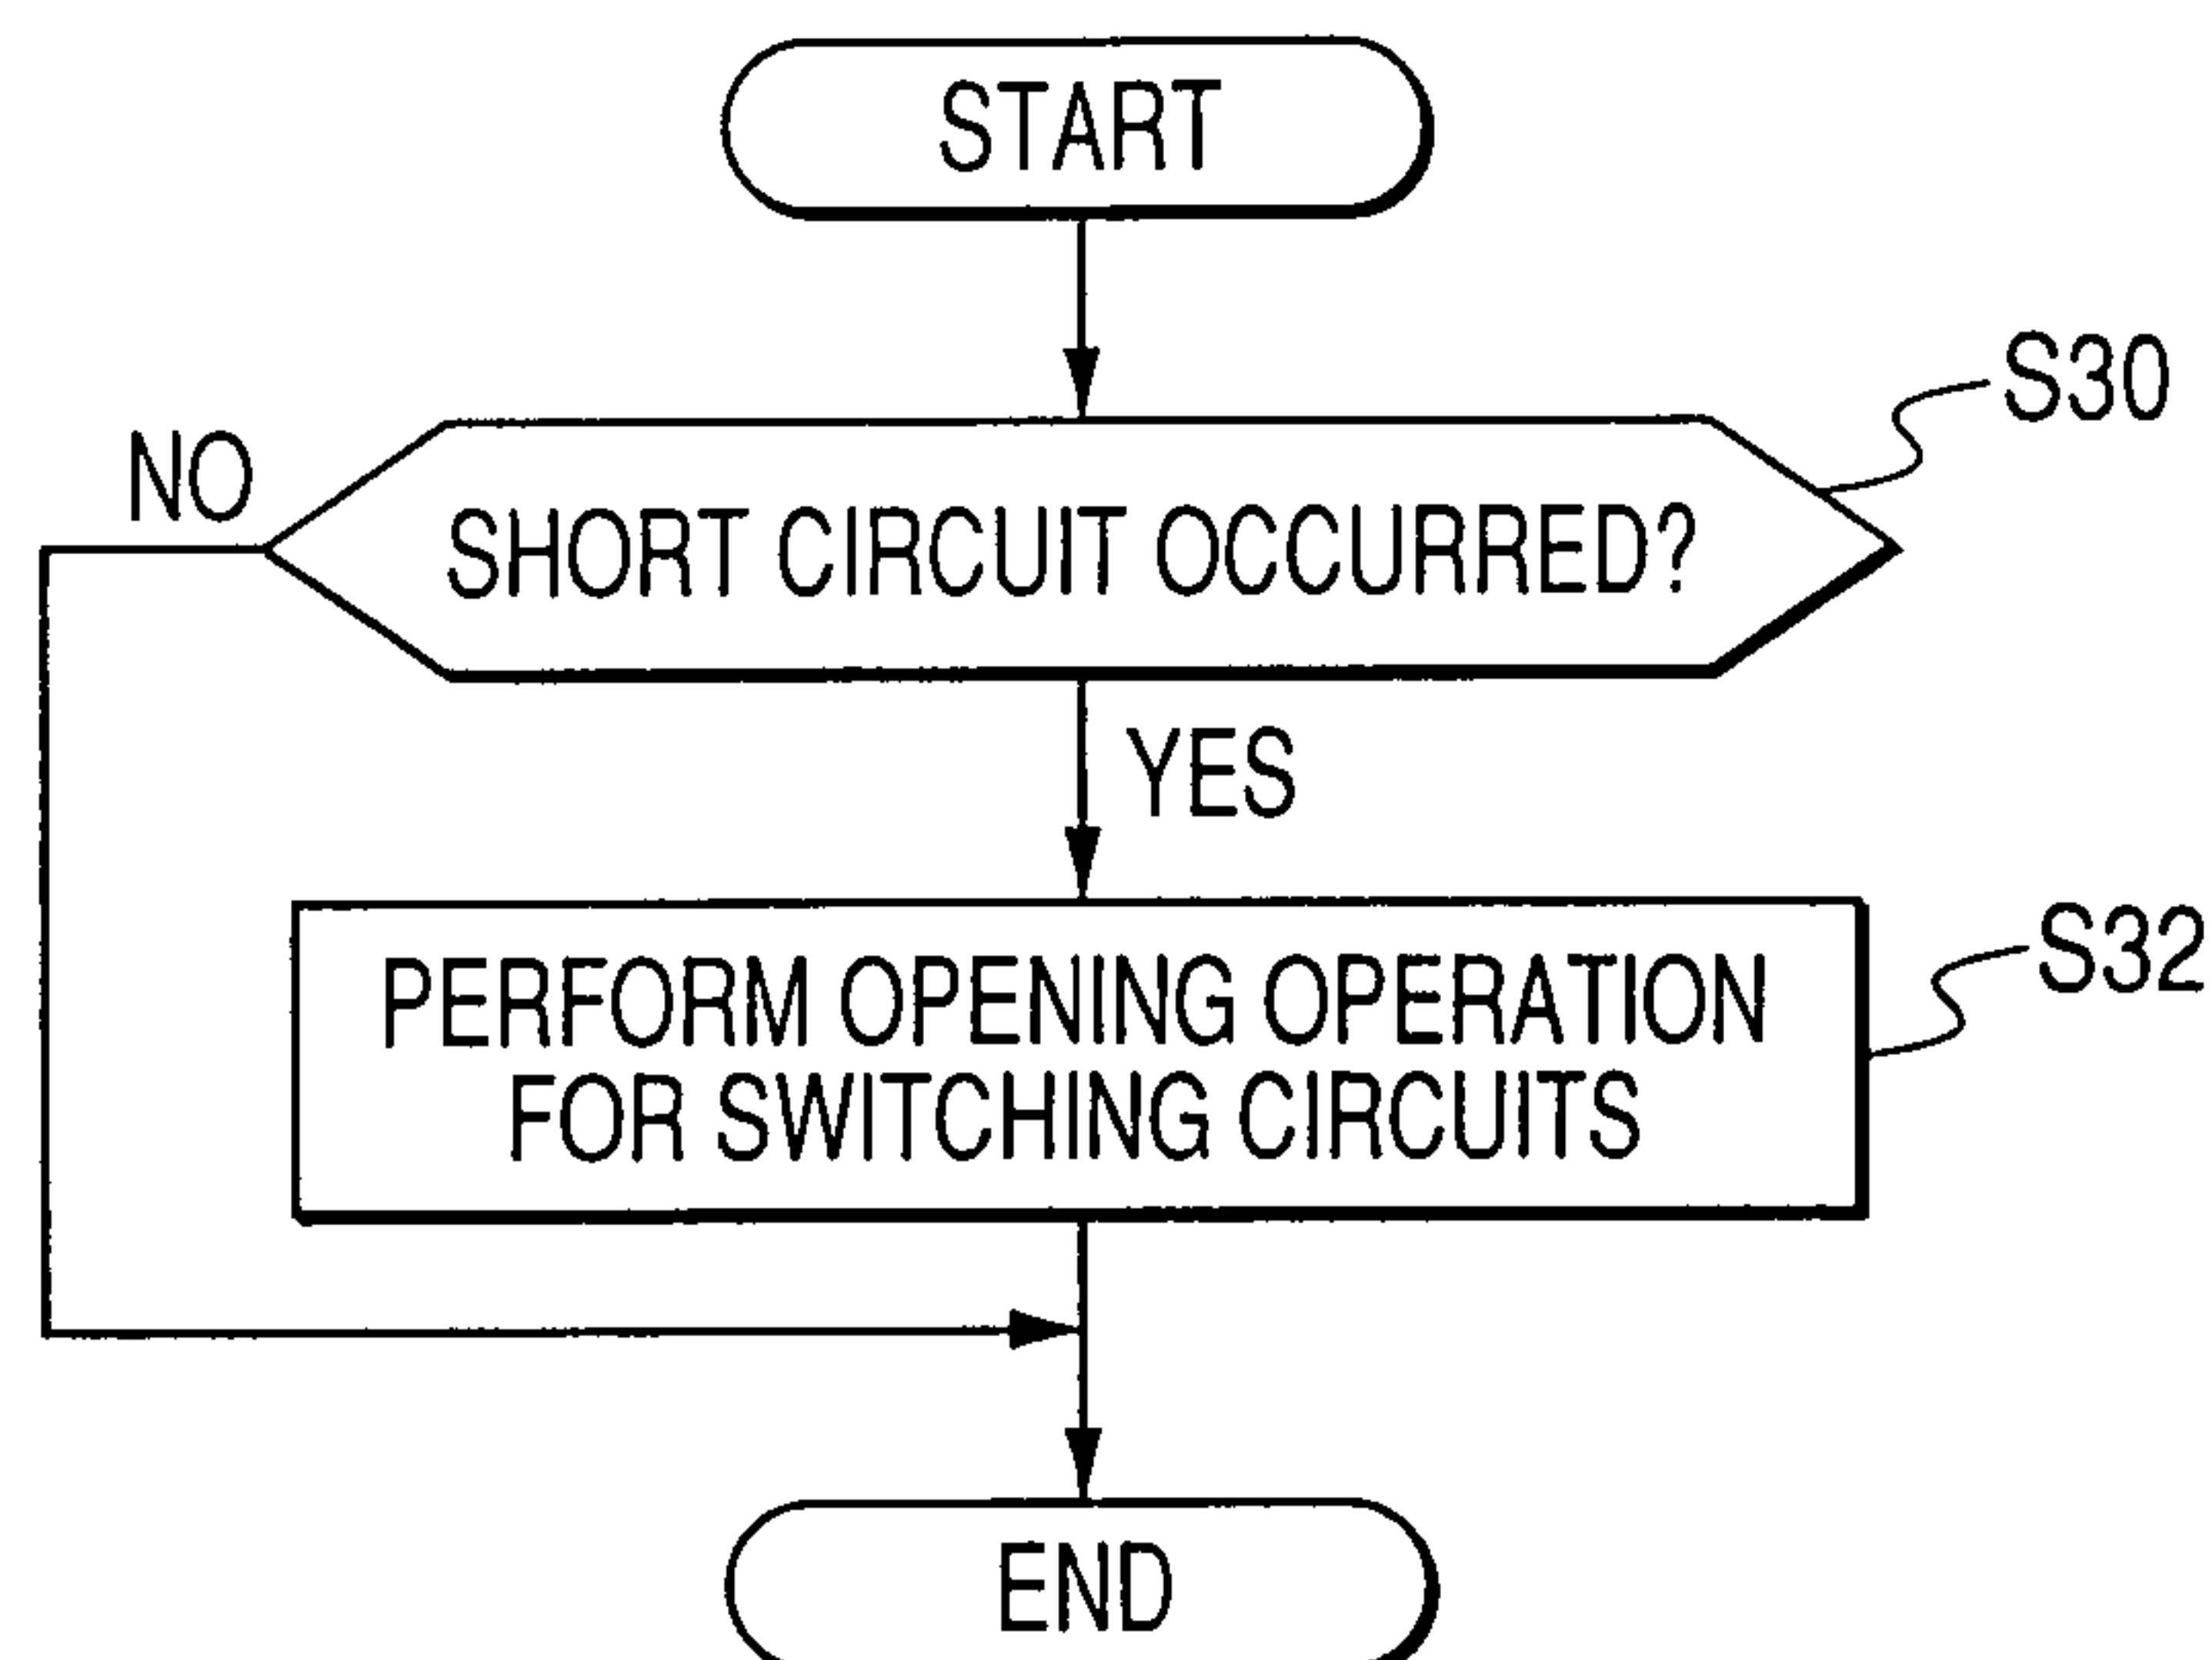 START
S30
NO
SHORT CIRCUIT OCCURRED?
YES
S32
PERFORM OPENING OPERATION
FOR SWITCHING CIRCUITS
END